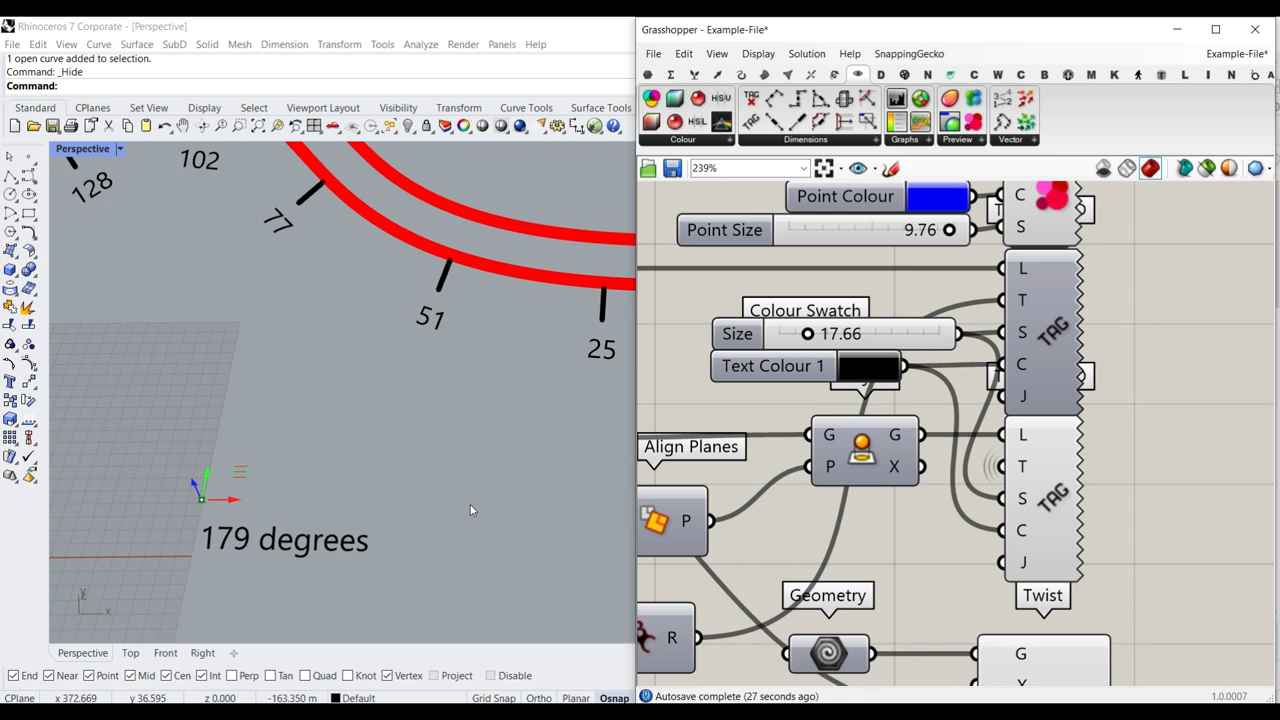 Rhinoceros 7 Corporate - [Perspective]
File Edit View Curve Surface SubD Solid Mesh Dimension Transform Tools Analyze Render Panels Help
1 open curve added to selection.
Command: _Hide
Command:
Standard CPlanes Set View Display Select Viewport Layout Visibility Transform Curve Tools Surface Tools
Perspective
128
102
77
51
25
179 degrees
x
Perspective Top Front Right
End Near Point Mid Cen Int Perp Tan Quad Knot Vertex Project Disable
CPlane x 372.669 y 36.595 z 0.000 -163.350 m Default Grid Snap Ortho Planar Osnap
Grasshopper - Example-File*
File Edit View Display Solution Help SnappingGecko Example-File*
D N C W C B M K L I N
HSV
TAG
HSL
TAG
Colour Dimensions Graphs Preview Vector
239%
Point Colour
C
Point Size 9.76
S
L
T
Colour Swatch
Size 17.66
S
TAG
Text Colour 1
C
J
G G
L
Align Planes
P X
T
S
TAG
P
C
J
Geometry
Twist
R
G
Autosave complete (27 seconds ago)
1.0.0007